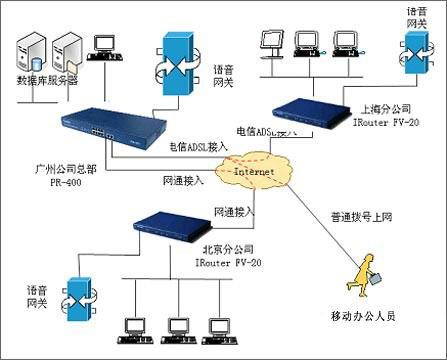 语音
网关
数据库服务器
语音
网关
上海分公司
IRouter FV-20
电信ADSL接入
电信ADSL接入
广州公司总部
PR-400
网通接入
Internet
网通接入
普通拨号上网
北京分公司
IRouter FV-20
语音
网关
移动办公人员